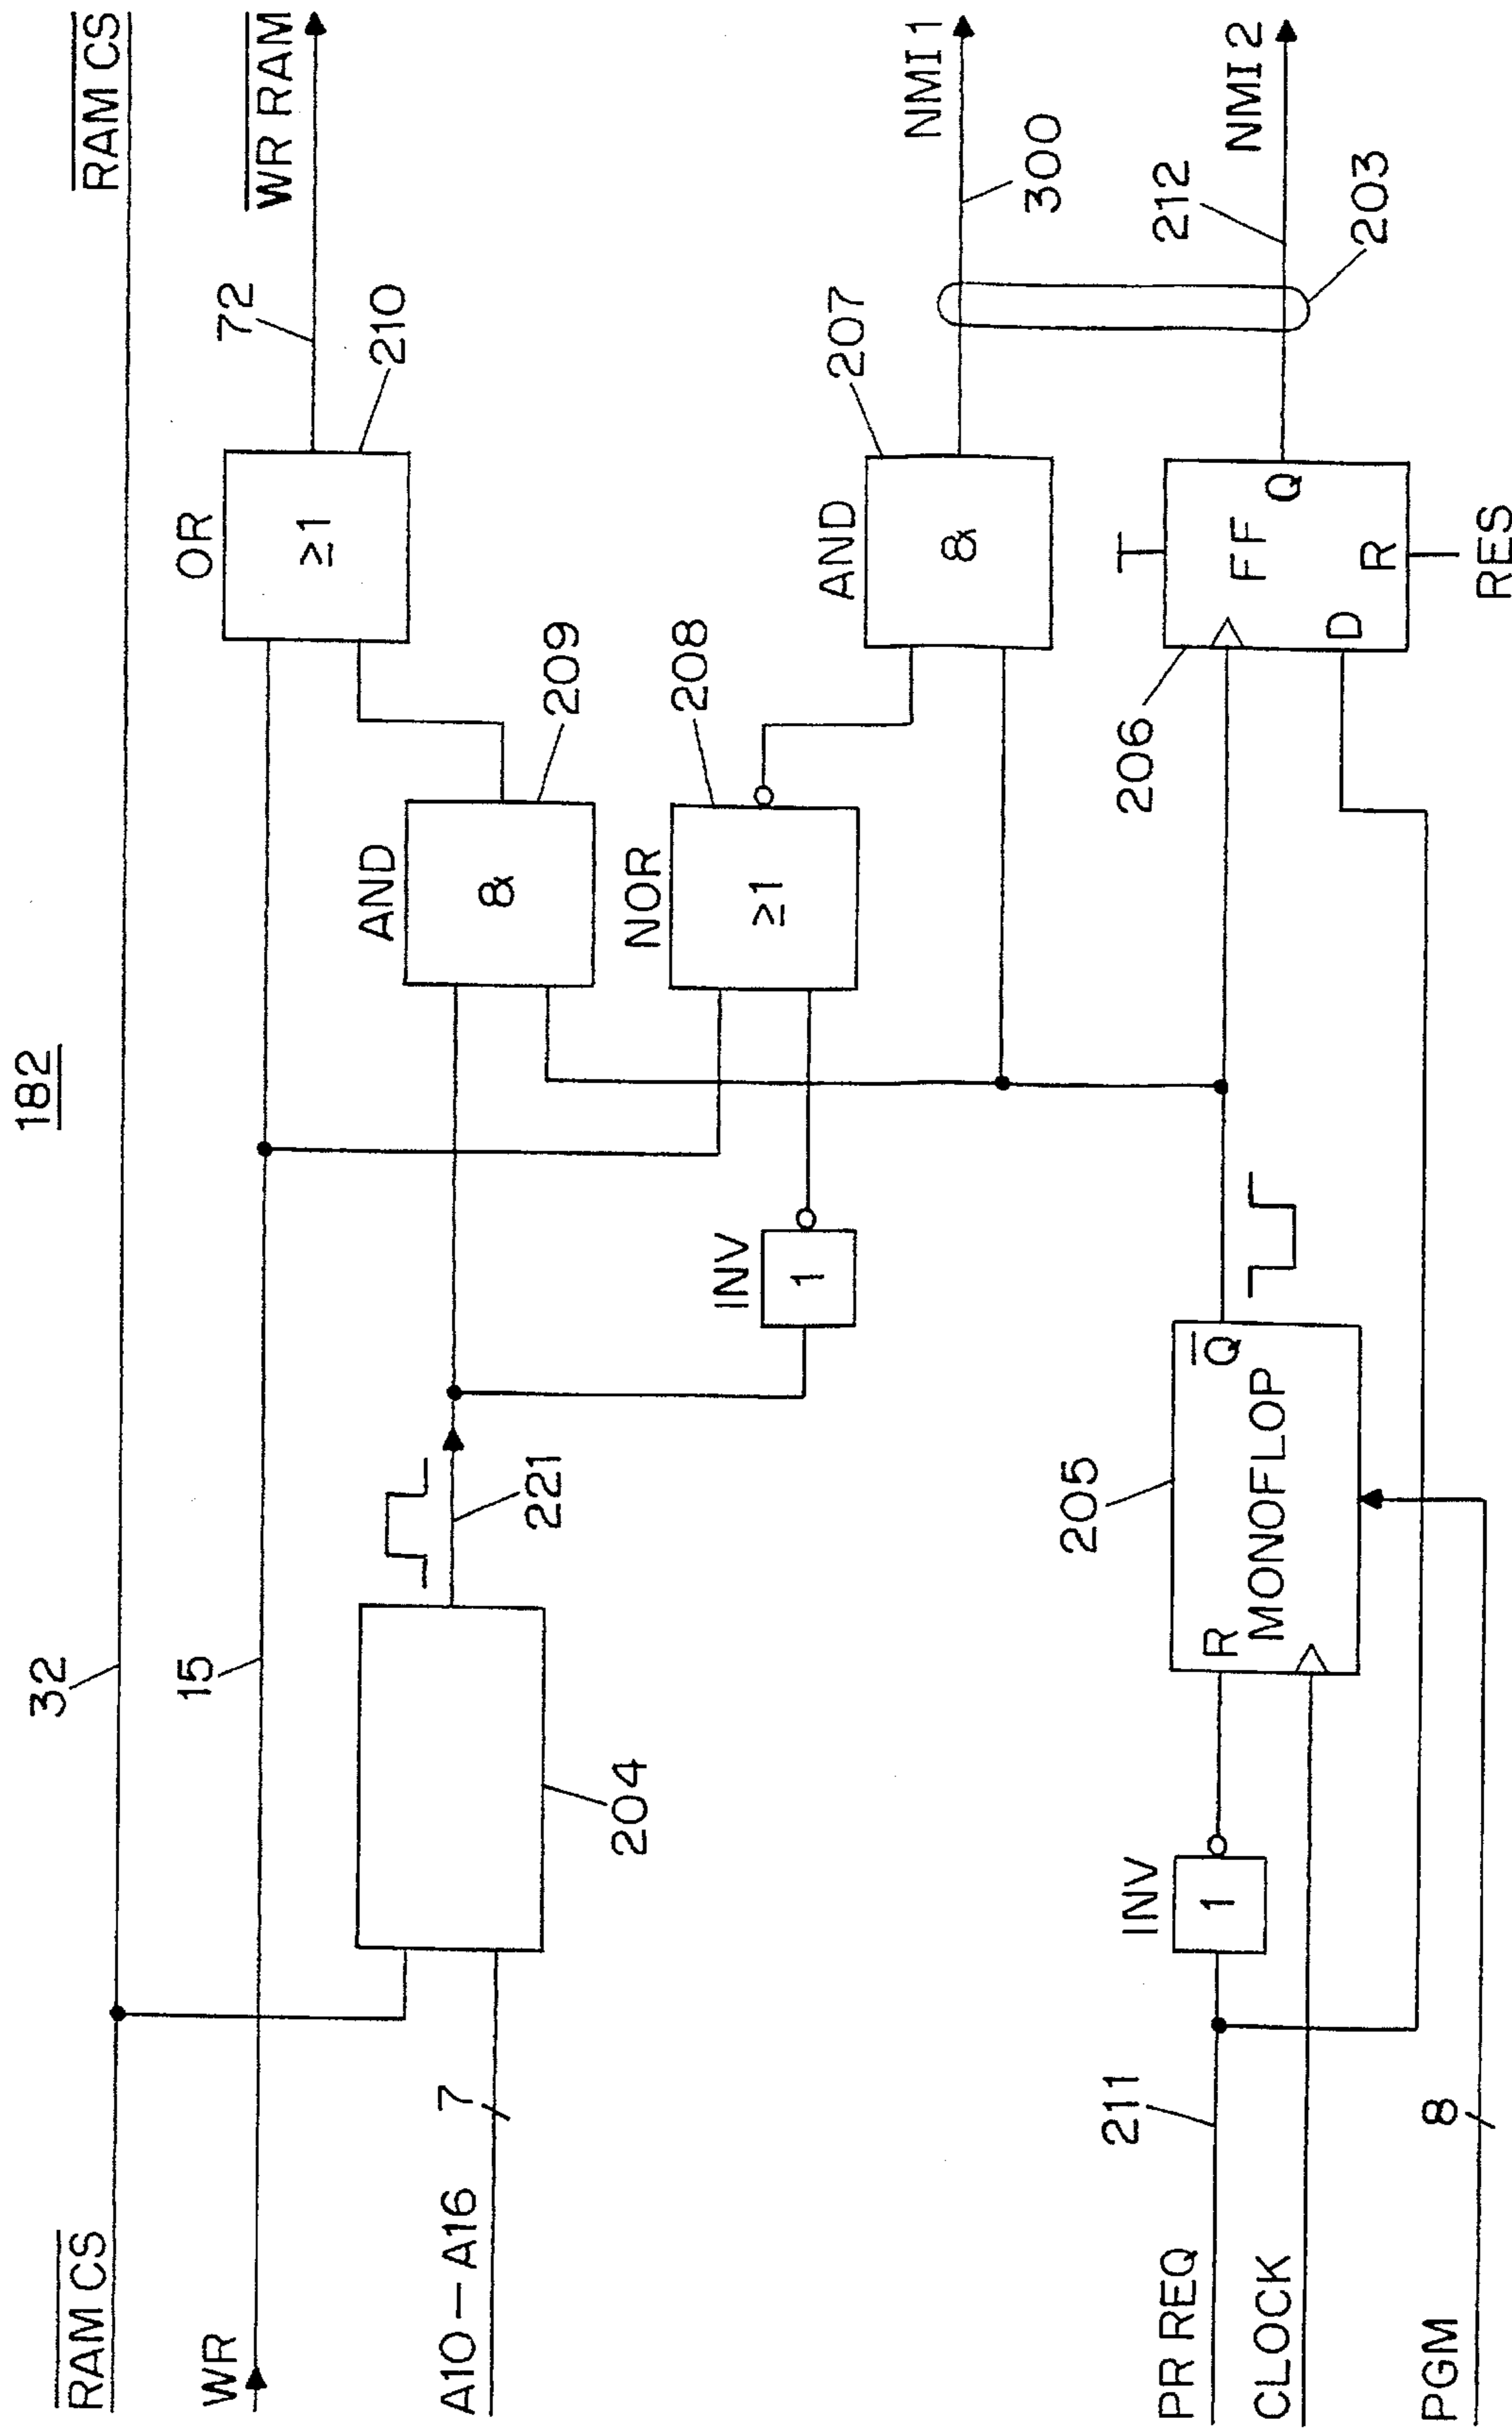 182
RAM CS
32
RAM CS
WR
15
72
WR RAM
OR
≥1
210
A10-A16
7
204
221
AND
&
209
INV
1
NOR
≥1
208
AND
&
207
NMI 1
300
PR REQ
211
INV
1
CLOCK
PGM
8
205
R
Q
MONOFLOP
206
FF
Q
D
R
RES
212
NMI 2
203